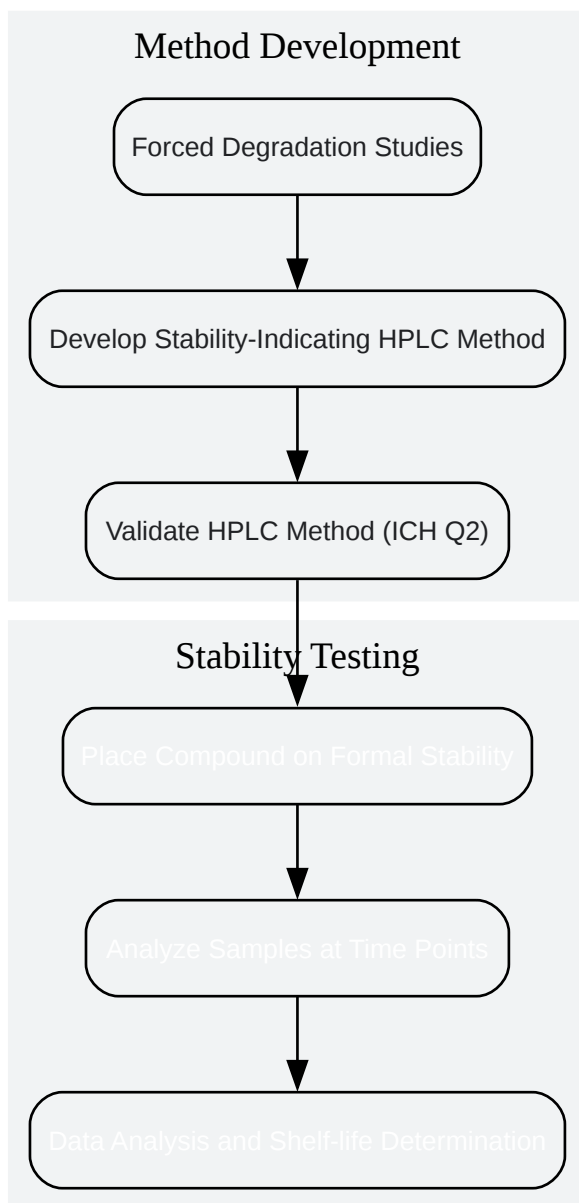 Method Development
Forced Degradation Studies
Develop Stability-Indicating HPLC Method
Validate HPLC Method (ICH Q2)
Stability Testing
Place Compound on Formal Stability
Analyze Samples at Time Points
Data Analysis and Shelf-life Determination